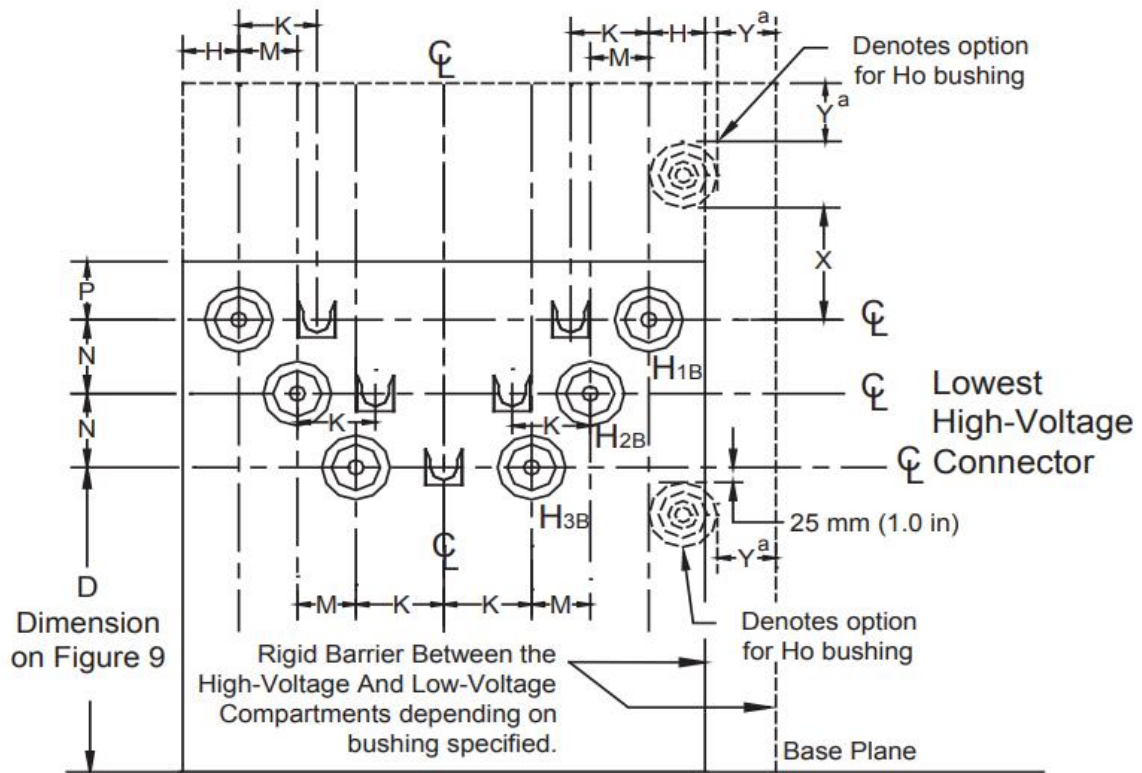 K
H
M
℄
K
H
Y a
M
Denotes option
for Ho bushing
Y a
X
P
N
N
℄
H1B
℄
Lowest
High-Voltage
Connector
K
K
H2B
℄
H3B
25 mm (1.0 in)
℄
Y a
D
Dimension
on Figure 9
M
K
K
M
Denotes option
for Ho bushing
Rigid Barrier Between the
High-Voltage And Low-Voltage
Compartments depending on
bushing specified.
Base Plane